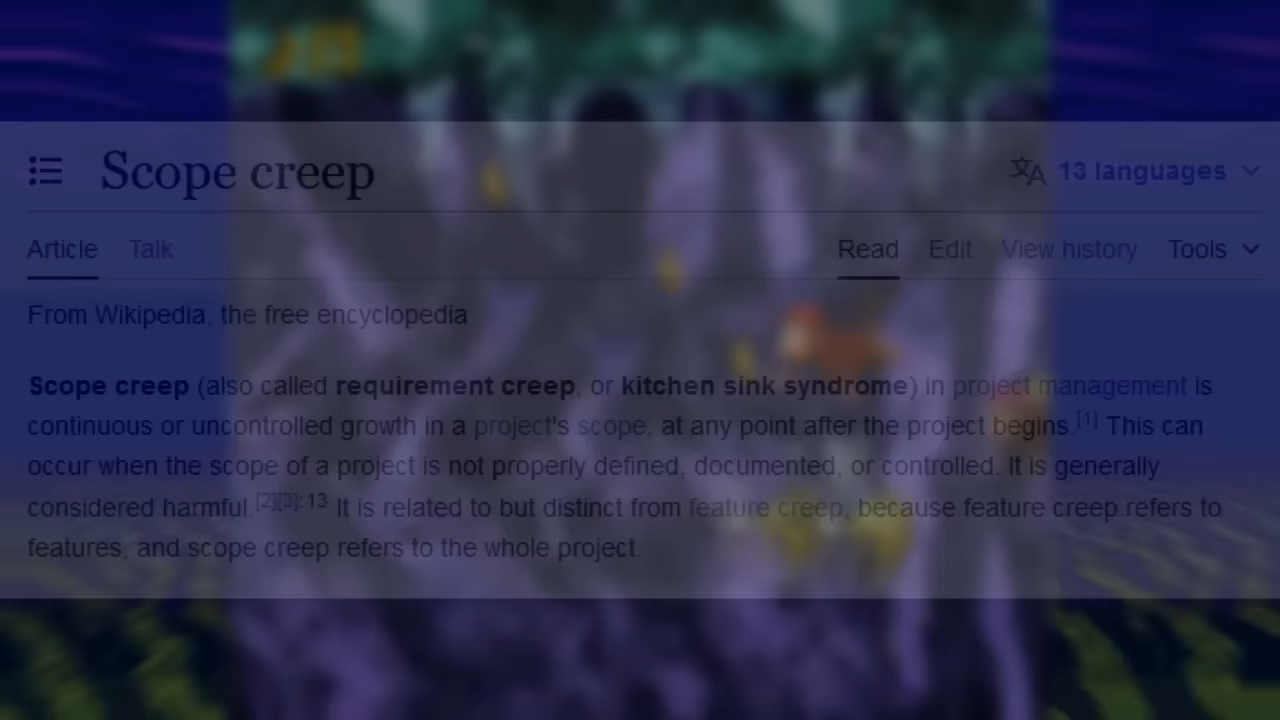 Scope creep
13 languages
Article Talk Read Edit View history Tools
From Wikipedia, the free encyclopedia
Scope creep (also called requirement creep, or kitchen sink syndrome) in project management is
continuous or uncontrolled growth in a project's scope, at any point after the project begins.[1] This can
occur when the scope of a project is not properly defined, documented, or controlled. It is generally
considered harmful.[2][3]:13 It is related to but distinct from feature creep, because feature creep refers to
features, and scope creep refers to the whole project.